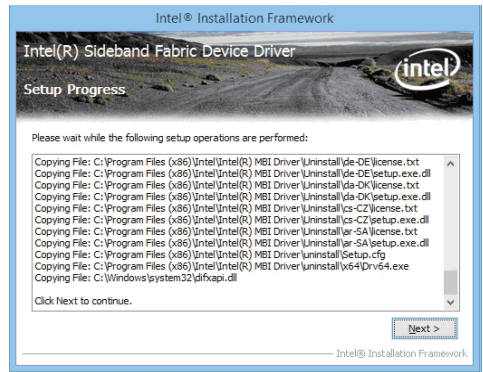 Intel® Installation Framework
Intel(R) Sideband Fabric Device Driver
intel
Setup Progress
Please wait while the following setup operations are performed:
Copying File: C:\Program Files (x86)\Intel\Intel(R) MBI Driver\Uninstall\de-DE\license.txt
Copying File: C:\Program Files (x86)\Intel\Intel(R) MBI Driver\Uninstall\de-DE\setup.exe.dll
Copying File: C:\Program Files (x86)\Intel\Intel(R) MBI Driver\Uninstall\da-DK\license.txt
Copying File: C:\Program Files (x86)\Intel\Intel(R) MBI Driver\Uninstall\da-DK\setup.exe.dll
Copying File: C:\Program Files (x86)\Intel\Intel(R) MBI Driver\Uninstall\cs-CZ\license.txt
Copying File: C:\Program Files (x86)\Intel\Intel(R) MBI Driver\Uninstall\cs-CZ\setup.exe.dll
Copying File: C:\Program Files (x86)\Intel\Intel(R) MBI Driver\Uninstall\ar-SA\license.txt
Copying File: C:\Program Files (x86)\Intel\Intel(R) MBI Driver\Uninstall\ar-SA\setup.exe.dll
Copying File: C:\Program Files (x86)\Intel\Intel(R) MBI Driver\uninstall\Setup.cfg
Copying File: C:\Program Files (x86)\Intel\Intel(R) MBI Driver\uninstall\x64\Drv64.exe
Copying File: C:\Windows\system32\difxapi.dll
Click Next to continue.
Next >
Intel® Installation Framework